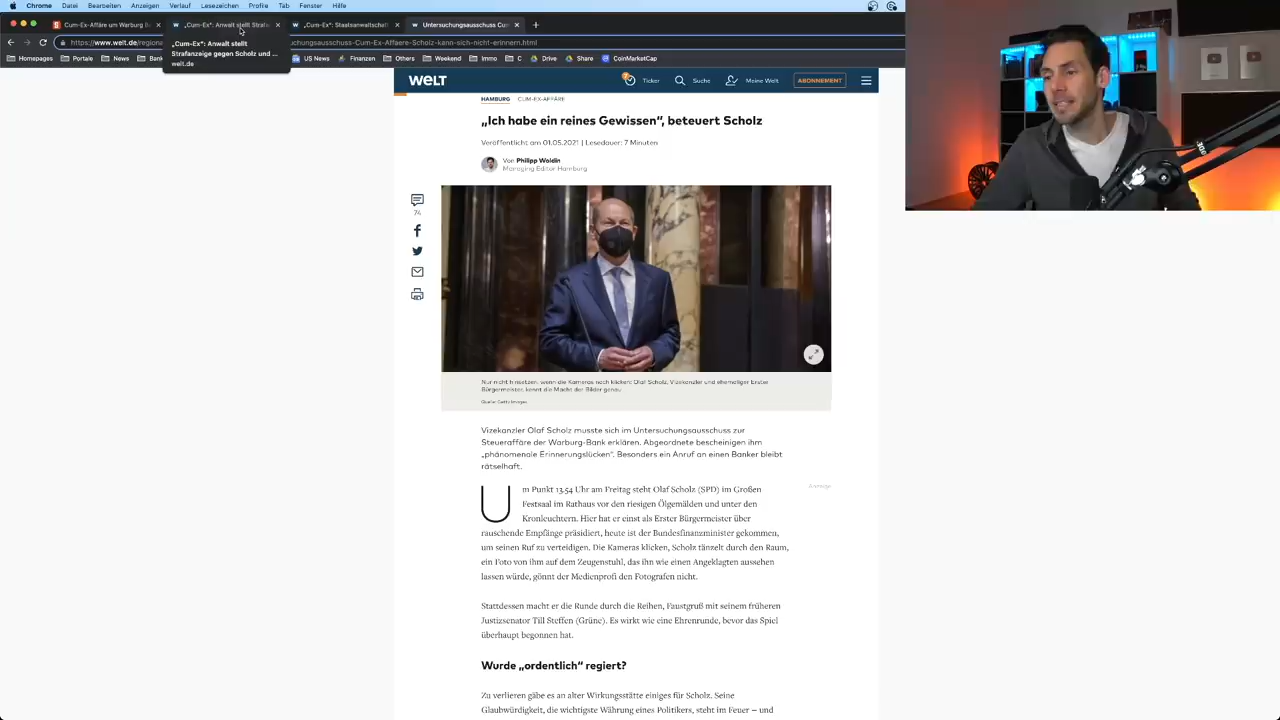 Chrome Datei Bearbeiten Anzeigen Verlauf Lesezeichen Profile Tab Fenster Hilfe
Cum-Ex-Affäre um Warburg B
„Cum-Ex“: Anwalt stellt Straf
„Cum-Ex“: Staatsanwaltschaf
Untersuchungsausschuss Cum
https://www.welt.de/regiona
uchungsausschuss-Cum-Ex-Affaere-Scholz-kann-sich-nicht-erinnern.html
„Cum-Ex“: Anwalt stellt
Strafanzeige gegen Scholz und ...
welt.de
Homepages Portale News Bank US News Finanzen Others Weekend Immo C Drive Share CoinMarketCap
WELT
Ticker Suche Meine Welt ABONNEMENT
HAMBURG CUM-EX-AFFÄRE
„Ich habe ein reines Gewissen“, beteuert Scholz
Veröffentlicht am 01.05.2021 | Lesedauer: 7 Minuten
Von Philipp Woldin
Managing Editor Hamburg
74
Nur nicht hinsetzen, wenn die Kameras noch klicken: Olaf Scholz, Vizekanzler und ehemaliger Erster
Bürgermeister, kennt die Macht der Bilder genau
Quelle: Getty Images
Vizekanzler Olaf Scholz musste sich im Untersuchungsausschuss zur
Steueraffäre der Warburg-Bank erklären. Abgeordnete bescheinigen ihm
„phänomenale Erinnerungslücken“. Besonders ein Anruf an einen Banker bleibt
rätselhaft.
Anzeige
Um Punkt 13.54 Uhr am Freitag steht Olaf Scholz (SPD) im Großen
Festsaal im Rathaus vor den riesigen Ölgemälden und unter den
Kronleuchtern. Hier hat er einst als Erster Bürgermeister über
rauschende Empfänge präsidiert, heute ist der Bundesfinanzminister gekommen,
um seinen Ruf zu verteidigen. Die Kameras klicken, Scholz tänzelt durch den Raum,
ein Foto von ihm auf dem Zeugenstuhl, das ihn wie einen Angeklagten aussehen
lassen würde, gönnt der Medienprofi den Fotografen nicht.
Stattdessen macht er die Runde durch die Reihen, Faustgruß mit seinem früheren
Justizsenator Till Steffen (Grüne). Es wirkt wie eine Ehrenrunde, bevor das Spiel
überhaupt begonnen hat.
Wurde „ordentlich“ regiert?
Zu verlieren gäbe es an alter Wirkungsstätte einiges für Scholz. Seine
Glaubwürdigkeit, die wichtigste Währung eines Politikers, steht im Feuer – und